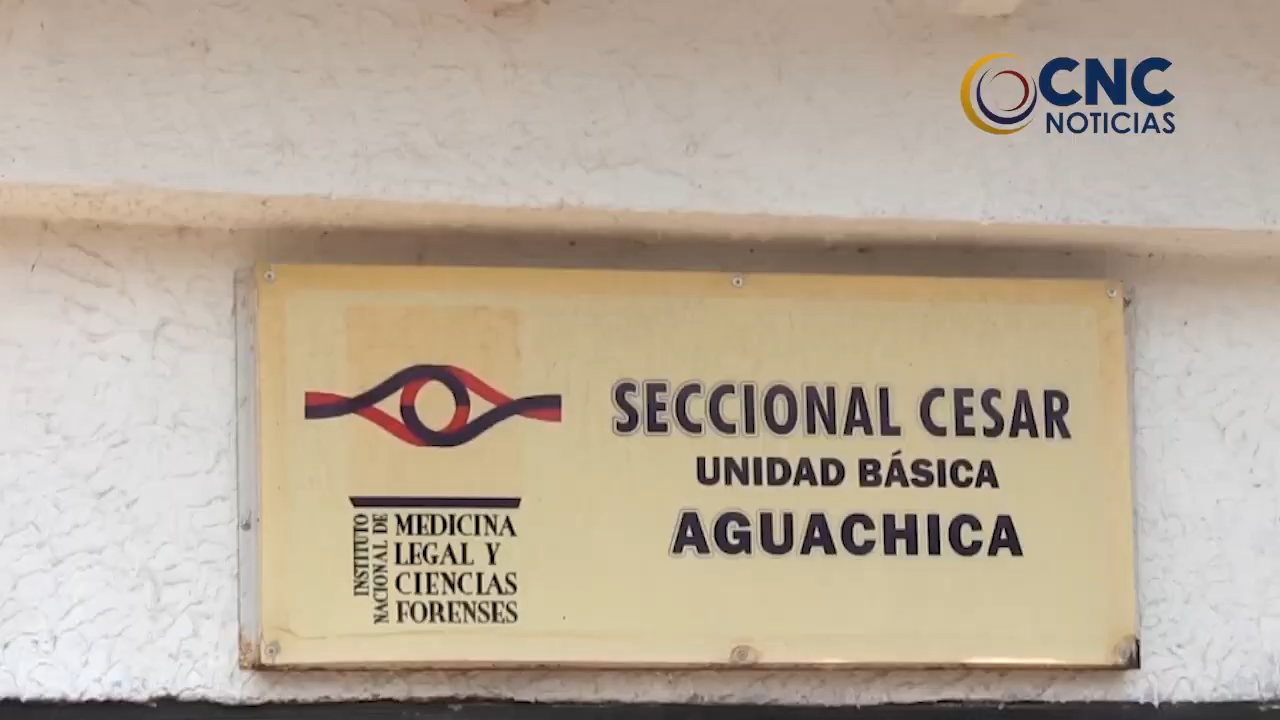 CNC
NOTICIAS
SECCIONAL CESAR
UNIDAD BÁSICA
AGUACHICA
INSTITUTO
NACIONAL DE
MEDICINA
LEGAL Y
CIENCIAS
FORENSES